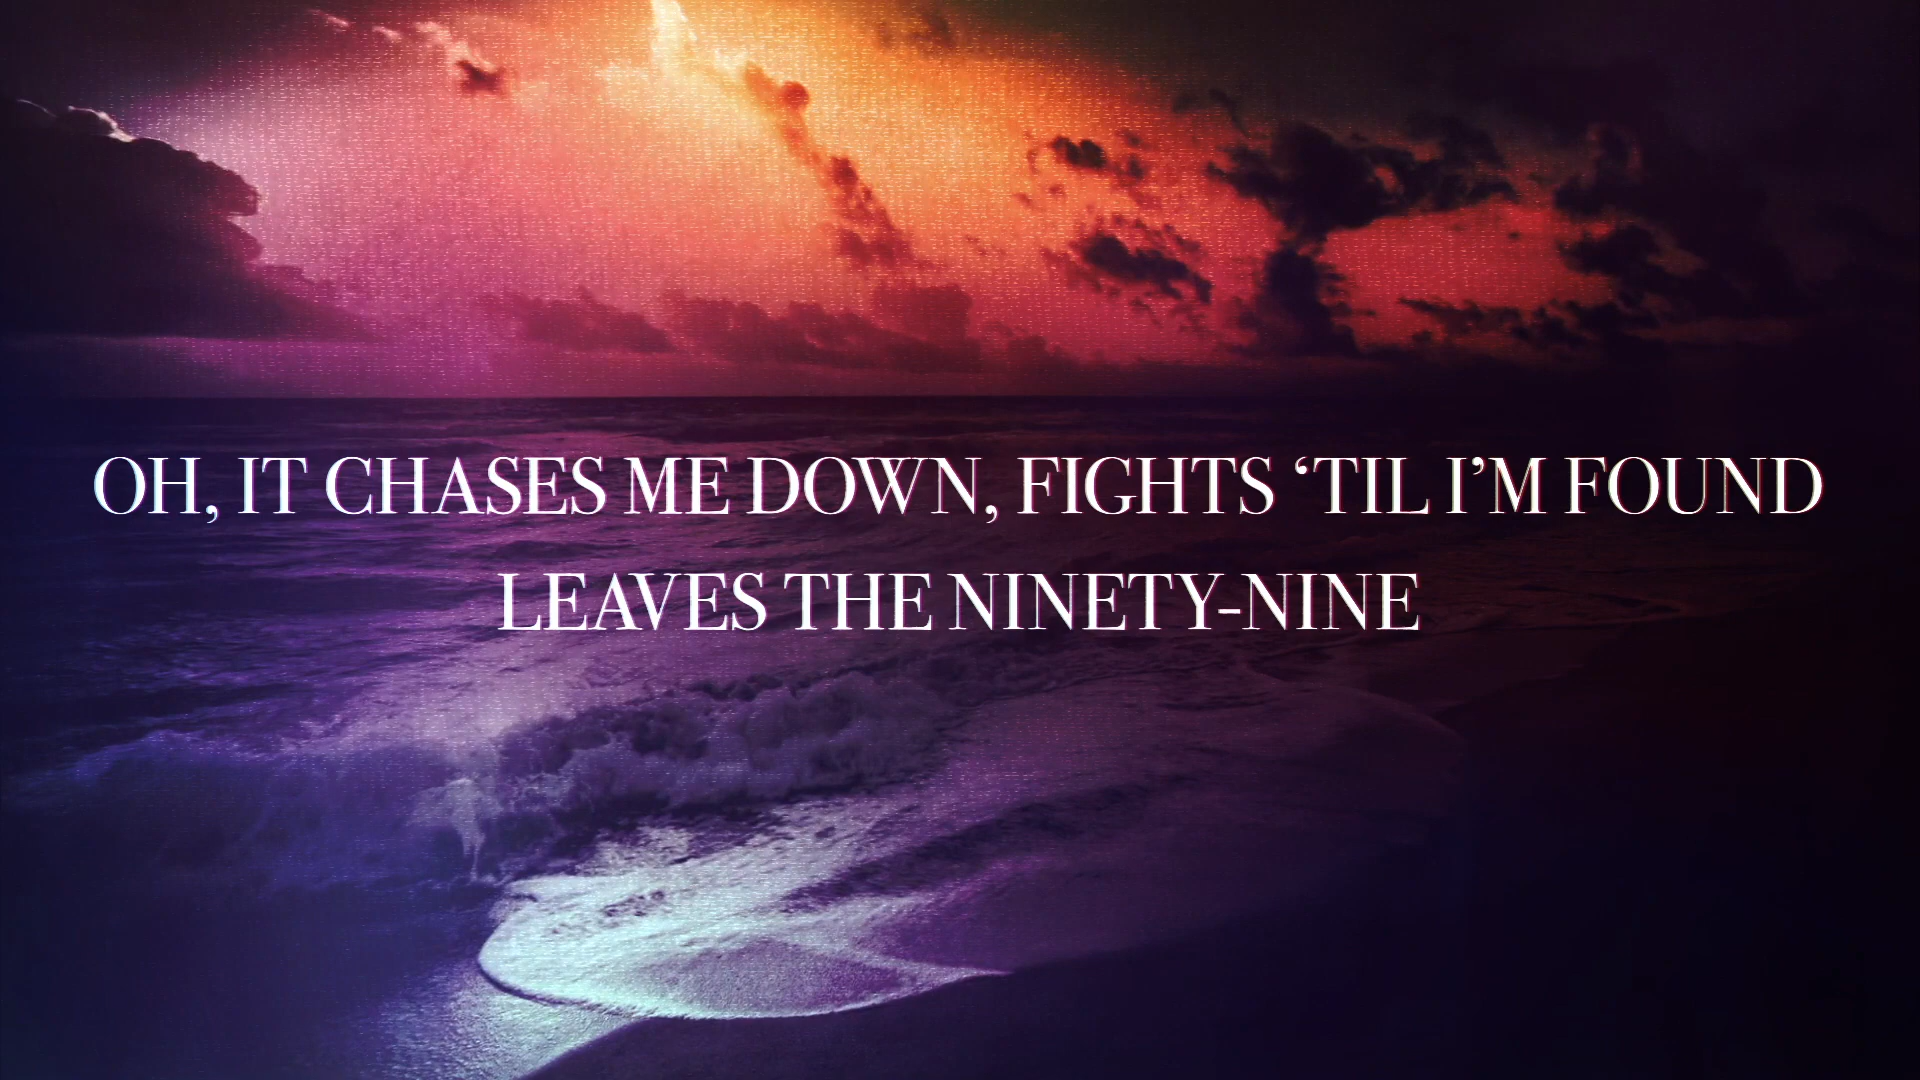 OH, IT CHASES ME DOWN, FIGHTS ‘TIL I’M FOUND
LEAVES THE NINETY-NINE